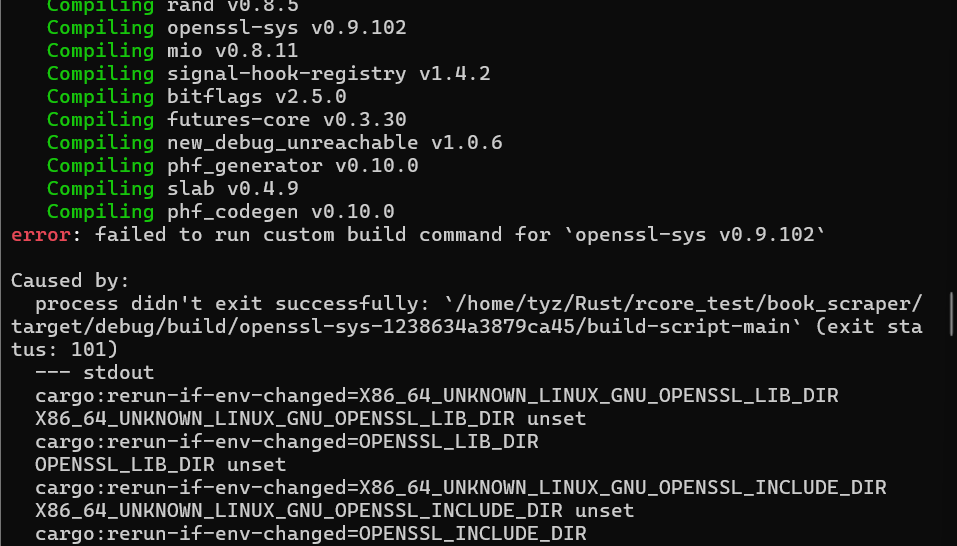 Compiling rand v0.8.5
Compiling openssl-sys v0.9.102
Compiling mio v0.8.11
Compiling signal-hook-registry v1.4.2
Compiling bitflags v2.5.0
Compiling futures-core v0.3.30
Compiling new_debug_unreachable v1.0.6
Compiling phf_generator v0.10.0
Compiling slab v0.4.9
Compiling phf_codegen v0.10.0
error: failed to run custom build command for `openssl-sys v0.9.102`
Caused by:
process didn't exit successfully: `/home/tyz/Rust/rcore_test/book_scraper/
target/debug/build/openssl-sys-1238634a3879ca45/build-script-main` (exit sta
tus: 101)
--- stdout
cargo:rerun-if-env-changed=X86_64_UNKNOWN_LINUX_GNU_OPENSSL_LIB_DIR
X86_64_UNKNOWN_LINUX_GNU_OPENSSL_LIB_DIR unset
cargo:rerun-if-env-changed=OPENSSL_LIB_DIR
OPENSSL_LIB_DIR unset
cargo:rerun-if-env-changed=X86_64_UNKNOWN_LINUX_GNU_OPENSSL_INCLUDE_DIR
X86_64_UNKNOWN_LINUX_GNU_OPENSSL_INCLUDE_DIR unset
cargo:rerun-if-env-changed=OPENSSL_INCLUDE_DIR